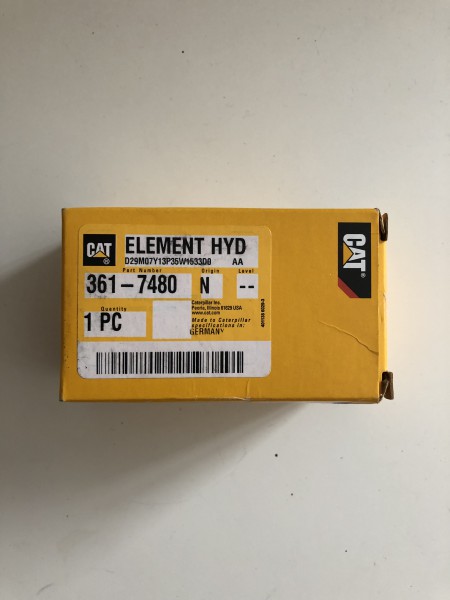 CAT
ELEMENT HYD
D29M07Y13P35W1633D0 AA
Part Number Origin Level
361-7480 N --
Quantity
1 PC
Caterpillar Inc.
Peoria, Illinois 61629 USA
www.cat.com
Made to Caterpillar
specifications in:
GERMANY
CAT